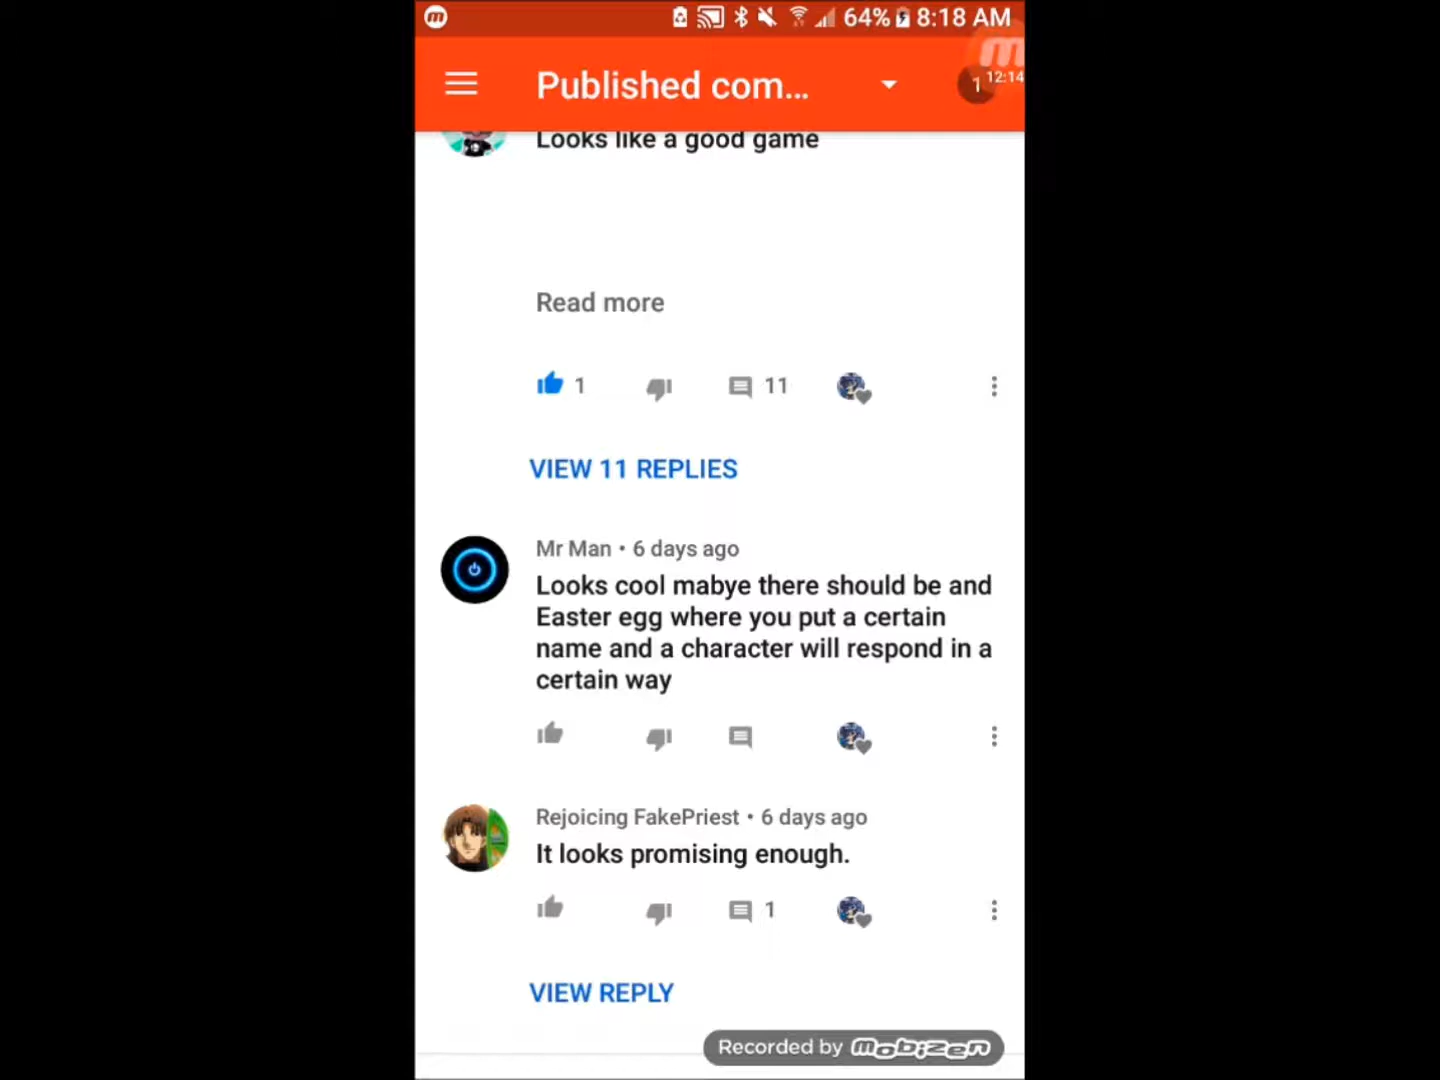 64% 8:18 AM
Published com...
1 12:14
Looks like a good game
Read more
1 11
VIEW 11 REPLIES
Mr Man • 6 days ago
Looks cool mabye there should be and
Easter egg where you put a certain
name and a character will respond in a
certain way
Rejoicing FakePriest • 6 days ago
It looks promising enough.
1
VIEW REPLY
Recorded by mobizen